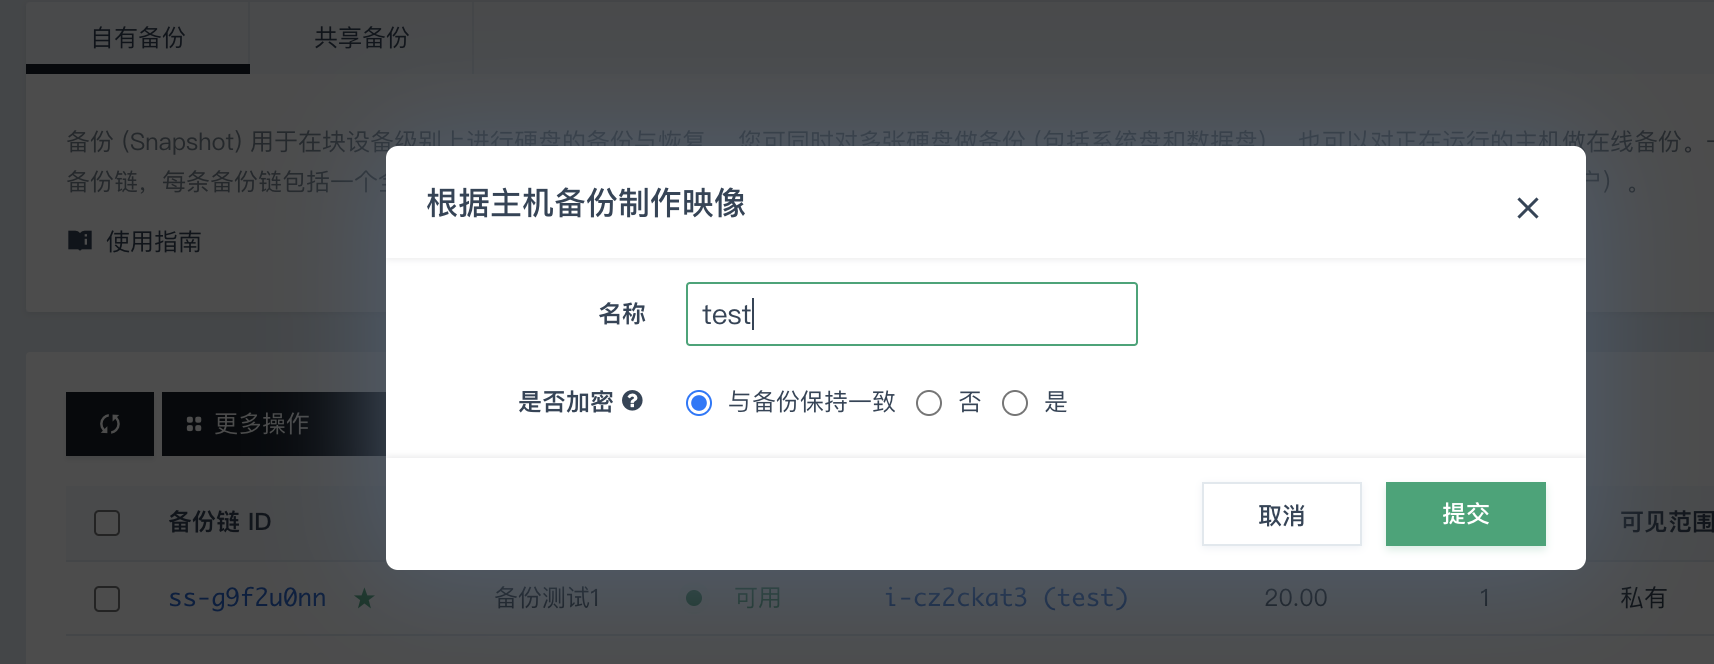 自有备份
共享备份
备份 (Snapshot) 用于在块设备级别上进行硬盘的备份与恢复，您可同时对多张硬盘做备份 (包括系统盘和数据盘)，也可以对正在运行的主机做在线备份。
备份链，每条备份链包括一个
户）。
使用指南
根据主机备份制作映像
名称
test
是否加密
与备份保持一致
否
是
取消
提交
更多操作
备份链 ID
可见范围
ss-g9f2u0nn
备份测试1
可用
i-cz2ckat3 (test)
20.00
1
私有